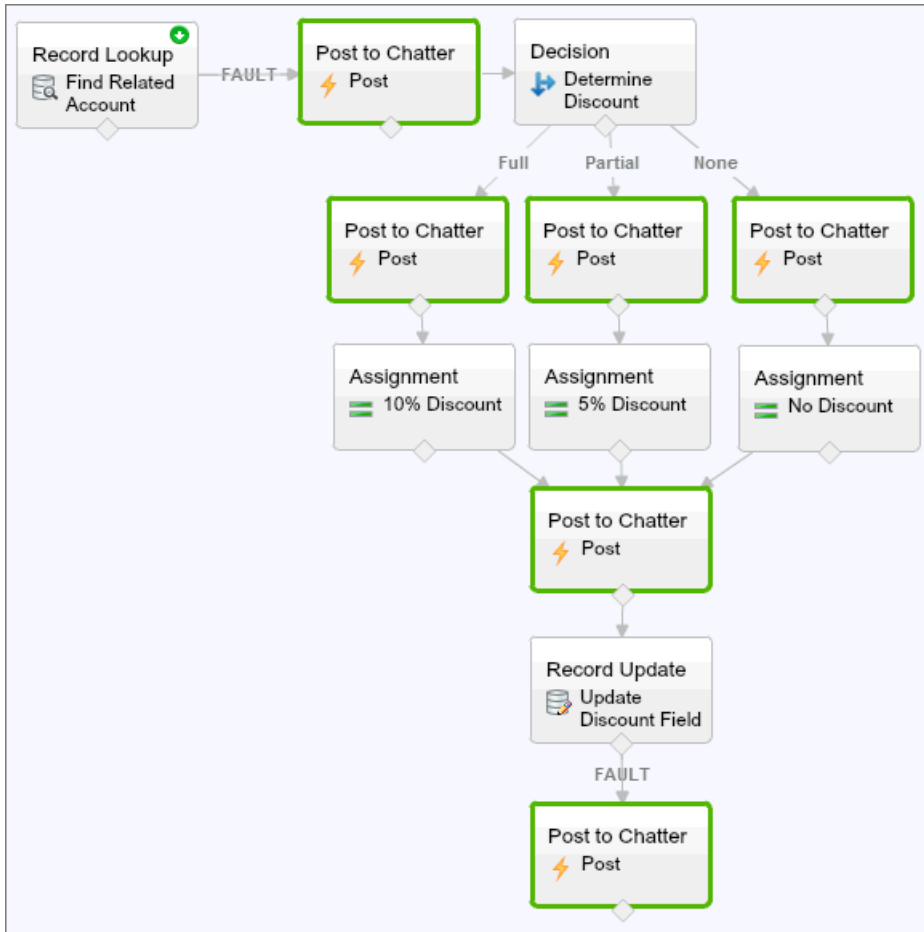 Record Lookup
Find Related
Account
FAULT
Post to Chatter
Post
Decision
Determine
Discount
Full
Partial
None
Post to Chatter
Post
Post to Chatter
Post
Post to Chatter
Post
Assignment
10% Discount
Assignment
5% Discount
Assignment
No Discount
Post to Chatter
Post
Record Update
Update
Discount Field
FAULT
Post to Chatter
Post